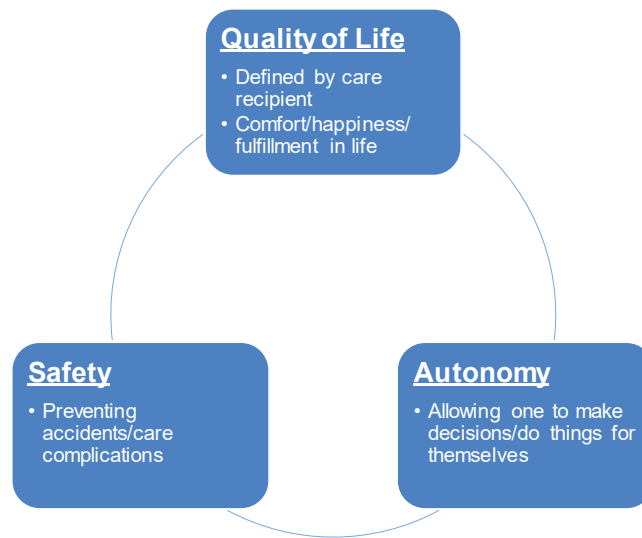 Quality of Life
• Defined by care
recipient
• Comfort/happiness/
fulfillment in life
Safety
• Preventing
accidents/care
complications
Autonomy
• Allowing one to make
decisions/do things for
themselves